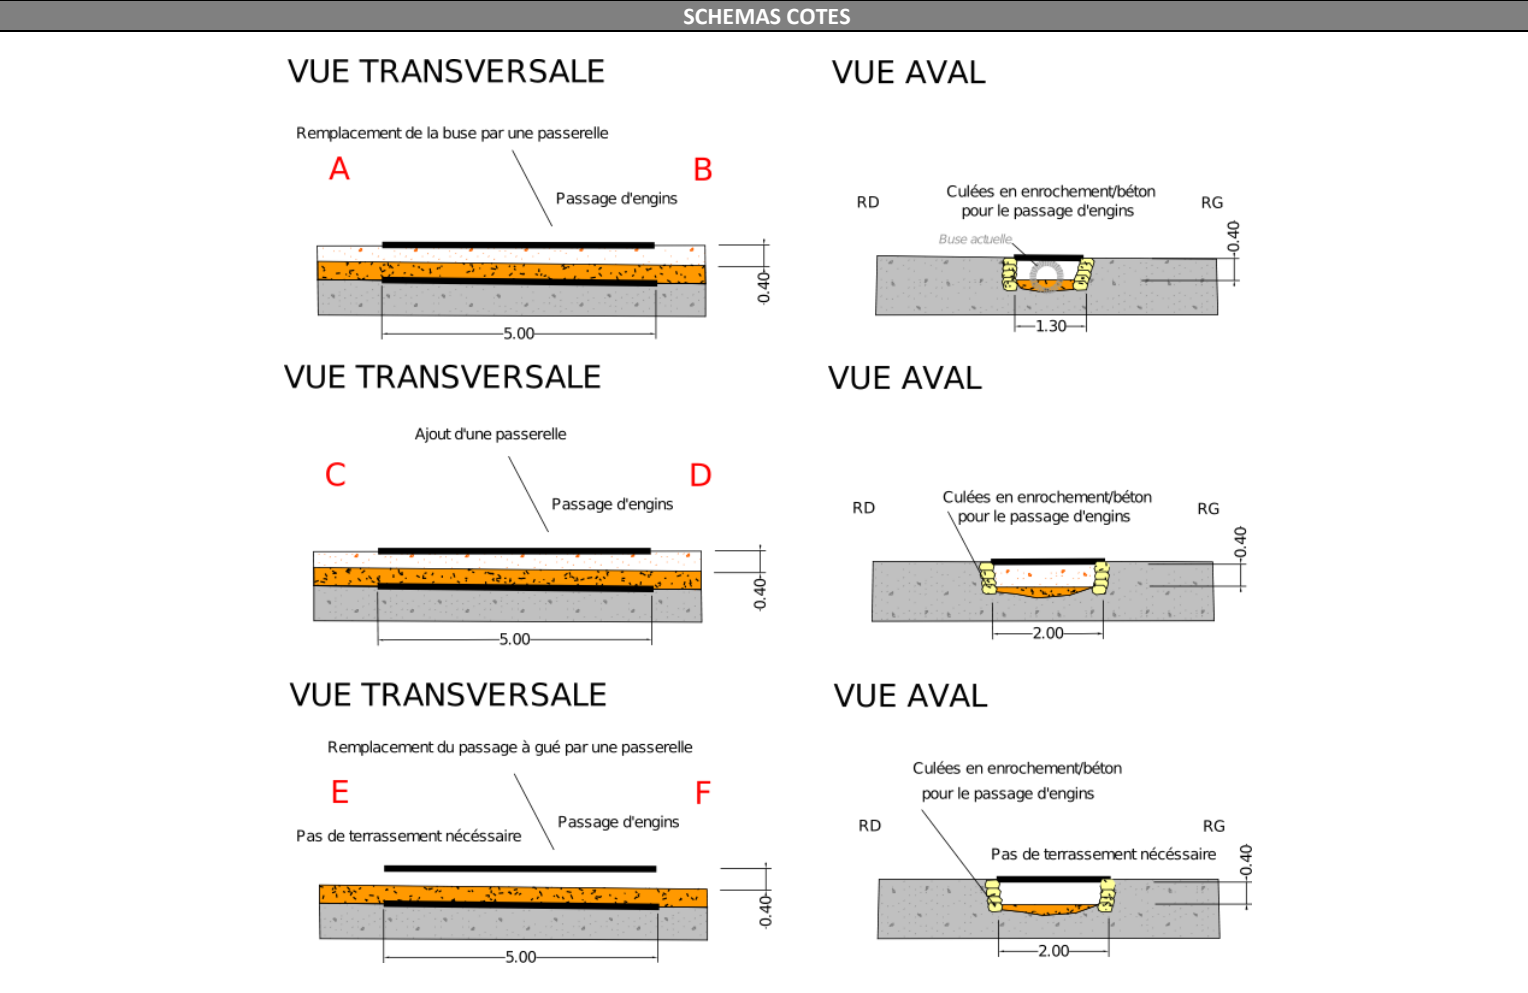 SCHEMAS COTES
VUE TRANSVERSALE
VUE AVAL
Remplacement de la buse par une passerelle
A
B
Passage d'engins
0.40
5.00
Culées en enrochement/béton
pour le passage d'engins
RD
RG
Buse actuelle
0.40
1.30
VUE TRANSVERSALE
VUE AVAL
Ajout d'une passerelle
C
D
Passage d'engins
0.40
5.00
Culées en enrochement/béton
pour le passage d'engins
RD
RG
0.40
2.00
VUE TRANSVERSALE
VUE AVAL
Remplacement du passage à gué par une passerelle
E
F
Passage d'engins
Pas de terrassement nécéssaire
0.40
5.00
Culées en enrochement/béton
pour le passage d'engins
RD
RG
Pas de terrassement nécéssaire
0.40
2.00